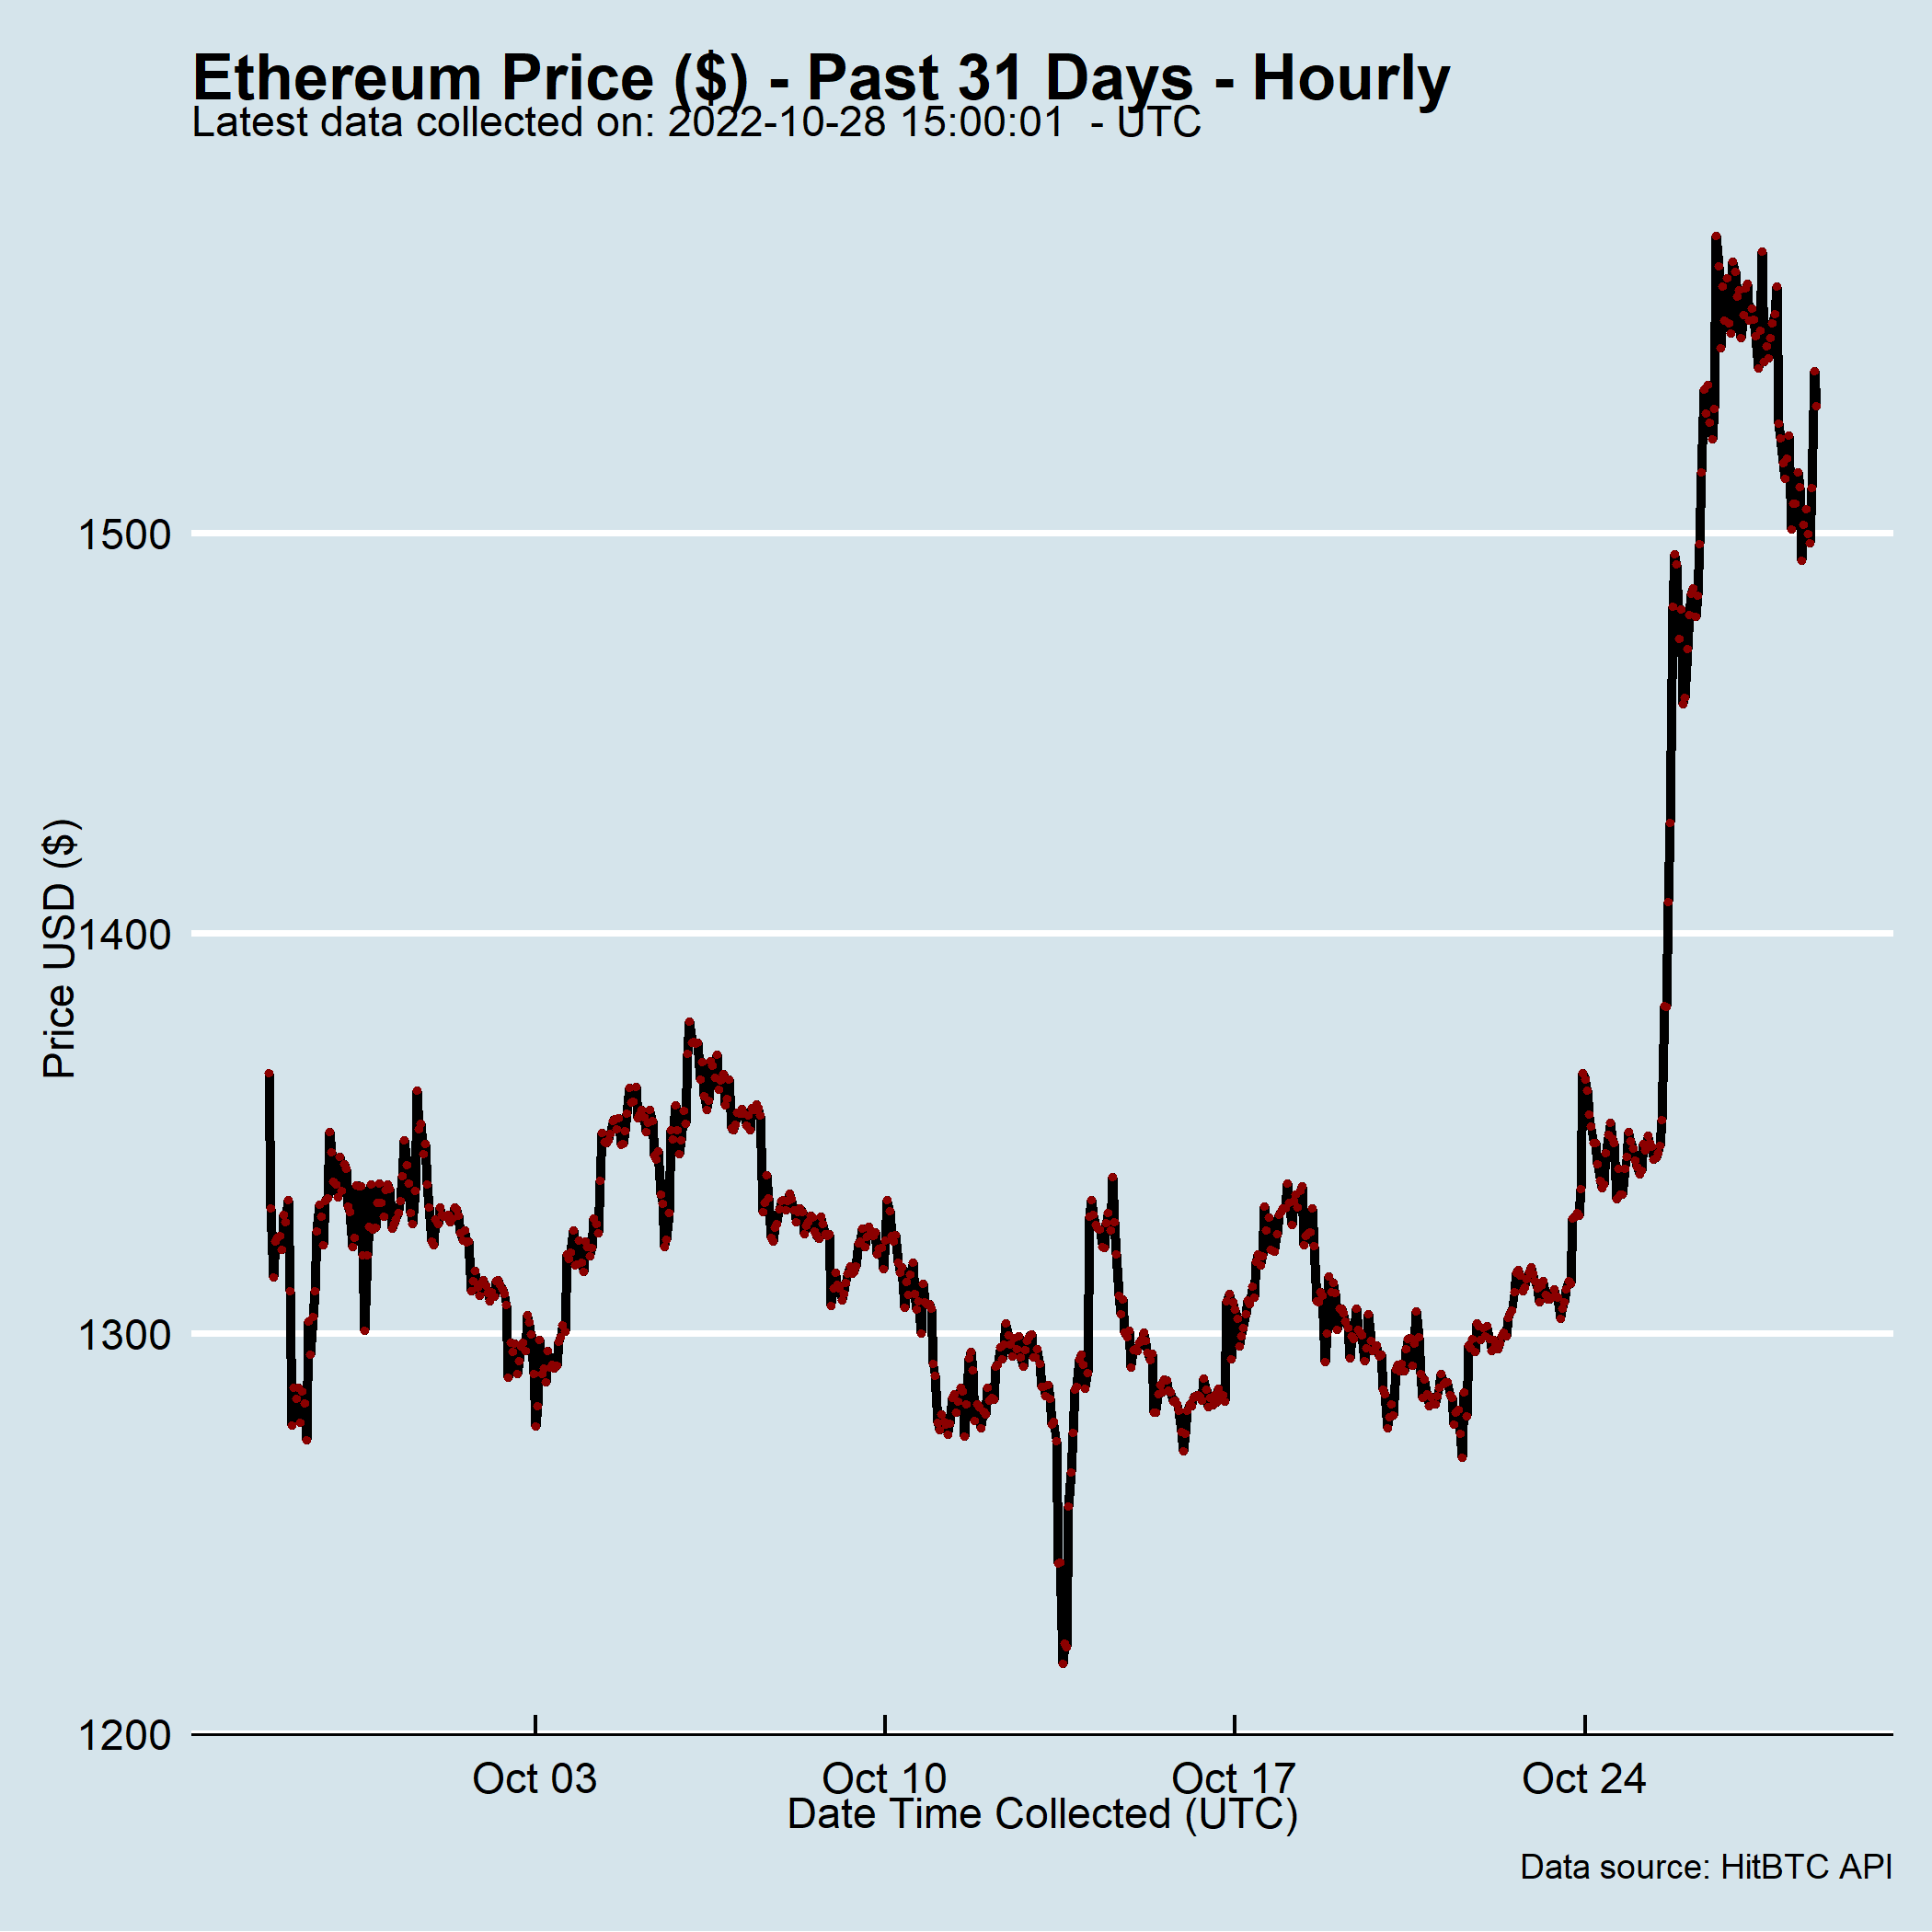 Ethereum Price ($) - Past 31 Days - Hourly
Latest data collected on: 2022-10-28 15:00:01  - UTC
Price USD ($)
1500
1400
1300
1200
Oct 03
Oct 10
Oct 17
Oct 24
Date Time Collected (UTC)
Data source: HitBTC API